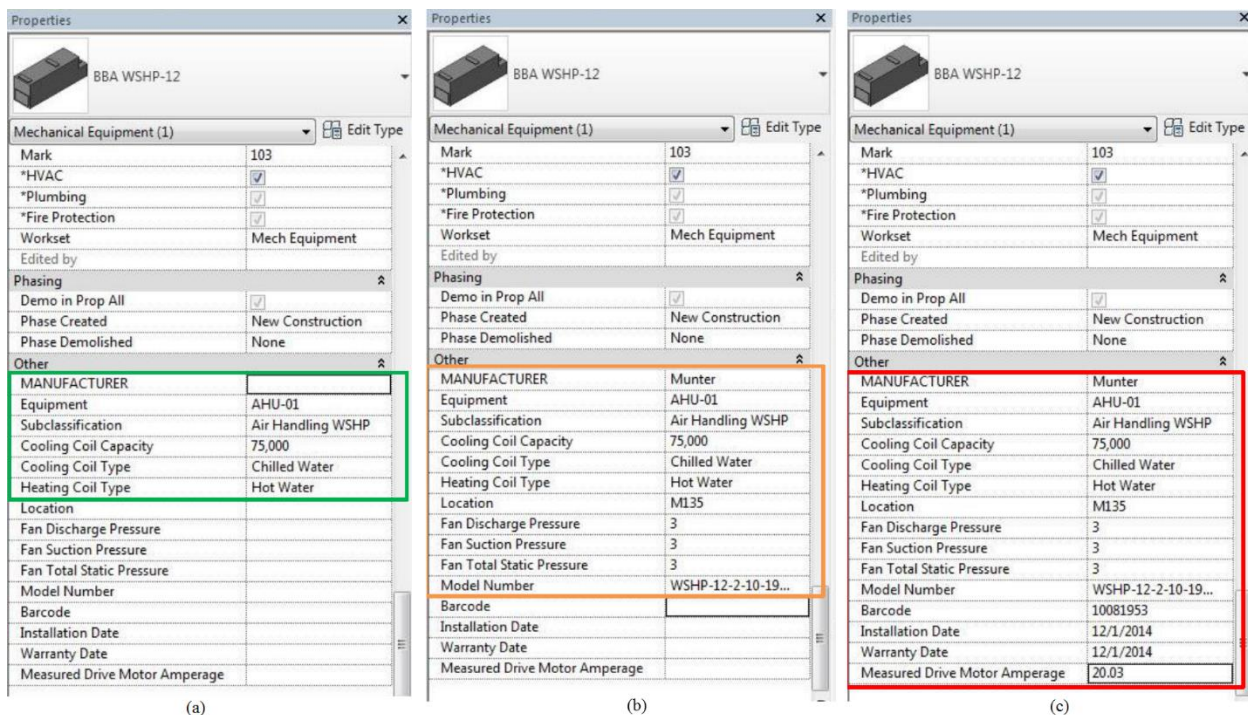 Properties
BBA WSHP-12
Mechanical Equipment (1) Edit Type
Mark 103
*HVAC
*Plumbing
*Fire Protection
Workset Mech Equipment
Edited by
Phasing
Demo in Prop All
Phase Created New Construction
Phase Demolished None
Other
MANUFACTURER
Equipment AHU-01
Subclassification Air Handling WSHP
Cooling Coil Capacity 75,000
Cooling Coil Type Chilled Water
Heating Coil Type Hot Water
Location
Fan Discharge Pressure
Fan Suction Pressure
Fan Total Static Pressure
Model Number
Barcode
Installation Date
Warranty Date
Measured Drive Motor Amperage
(a)
Properties
BBA WSHP-12
Mechanical Equipment (1) Edit Type
Mark 103
*HVAC
*Plumbing
*Fire Protection
Workset Mech Equipment
Edited by
Phasing
Demo in Prop All
Phase Created New Construction
Phase Demolished None
Other
MANUFACTURER Munter
Equipment AHU-01
Subclassification Air Handling WSHP
Cooling Coil Capacity 75,000
Cooling Coil Type Chilled Water
Heating Coil Type Hot Water
Location M135
Fan Discharge Pressure 3
Fan Suction Pressure 3
Fan Total Static Pressure 3
Model Number WSHP-12-2-10-19...
Barcode
Installation Date
Warranty Date
Measured Drive Motor Amperage
(b)
Properties
BBA WSHP-12
Mechanical Equipment (1) Edit Type
Mark 103
*HVAC
*Plumbing
*Fire Protection
Workset Mech Equipment
Edited by
Phasing
Demo in Prop All
Phase Created New Construction
Phase Demolished None
Other
MANUFACTURER Munter
Equipment AHU-01
Subclassification Air Handling WSHP
Cooling Coil Capacity 75,000
Cooling Coil Type Chilled Water
Heating Coil Type Hot Water
Location M135
Fan Discharge Pressure 3
Fan Suction Pressure 3
Fan Total Static Pressure 3
Model Number WSHP-12-2-10-19...
Barcode 10081953
Installation Date 12/1/2014
Warranty Date 12/1/2014
Measured Drive Motor Amperage 20.03
(c)